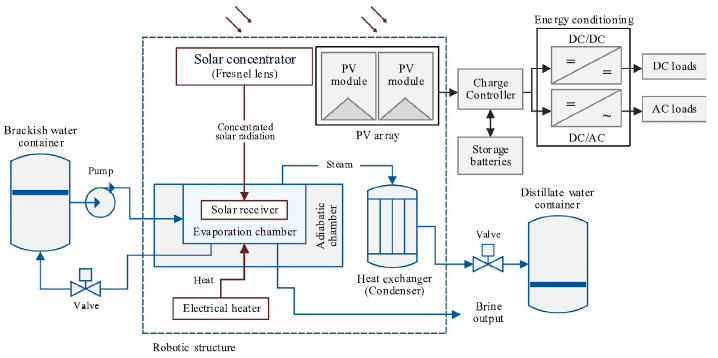 Energy conditioning
DC/DC
Solar concentrator
(Fresnel lens)
PV
module
PV
module
=
=
DC loads
Charge
Controller
=
~
AC loads
Concentrated
solar radiation
PV array
DC/AC
Brackish water
container
Storage
batteries
Pump
Steam
Distillate water
container
Solar receiver
Evaporation chamber
Adiabatic
chamber
Valve
Heat
Heat exchanger
(Condenser)
Valve
Electrical heater
Brine
output
Robotic structure